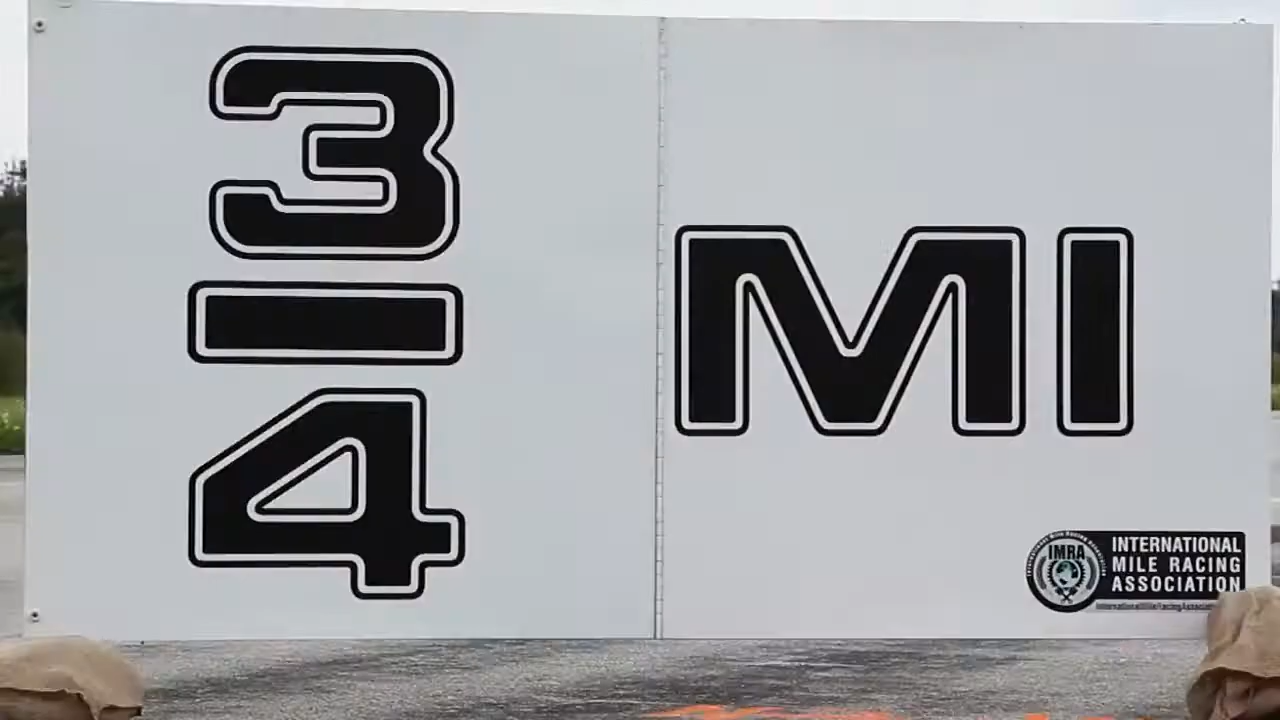 3/4 MI
IMRA
INTERNATIONAL
MILE RACING
ASSOCIATION